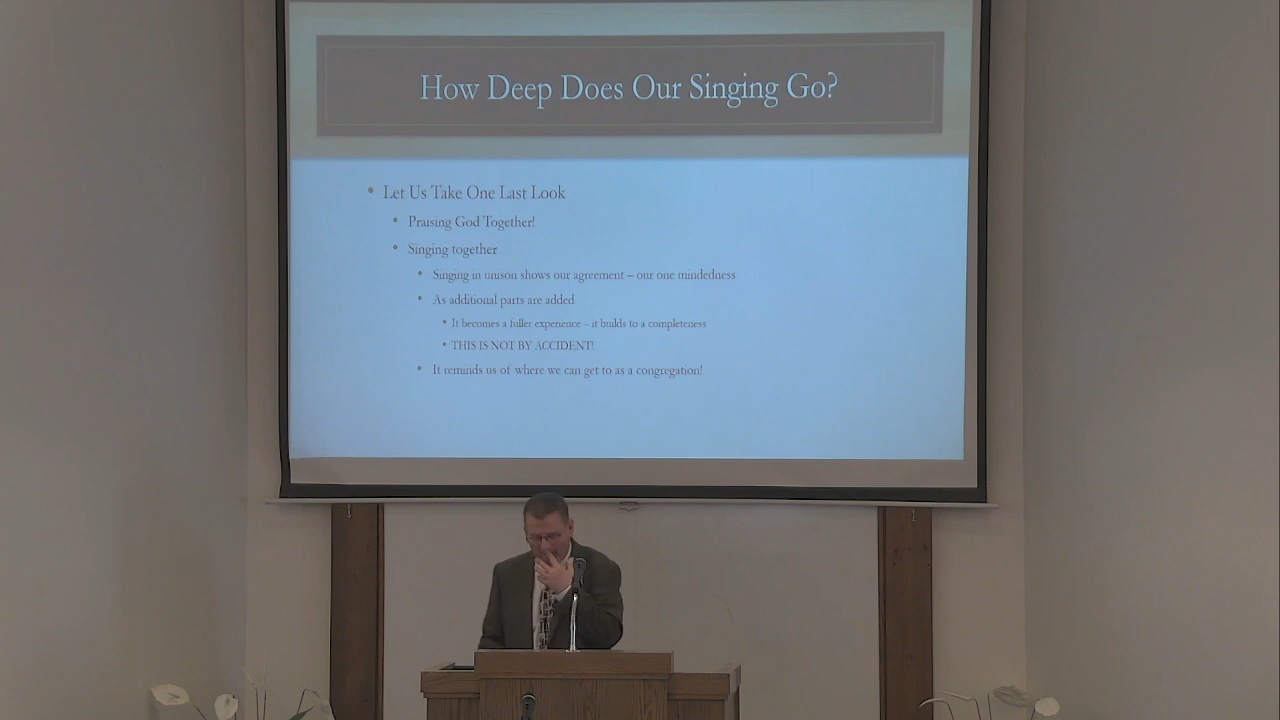 How Deep Does Our Singing Go?
Let Us Take One Last Look
Praising God Together!
Singing together
Singing in unison shows our agreement – our one mindedness
As additional parts are added
It becomes a fuller experience – it builds to a completeness
THIS IS NOT BY ACCIDENT!
It reminds us of where we can get to as a congregation!